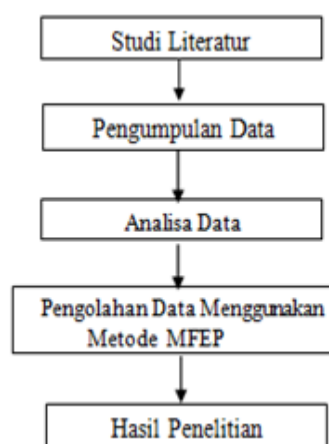 Studi Literatur
Pengumpulan Data
Analisa Data
Pengolahan Data Menggunakan
Metode MFEP
Hasil Penelitian